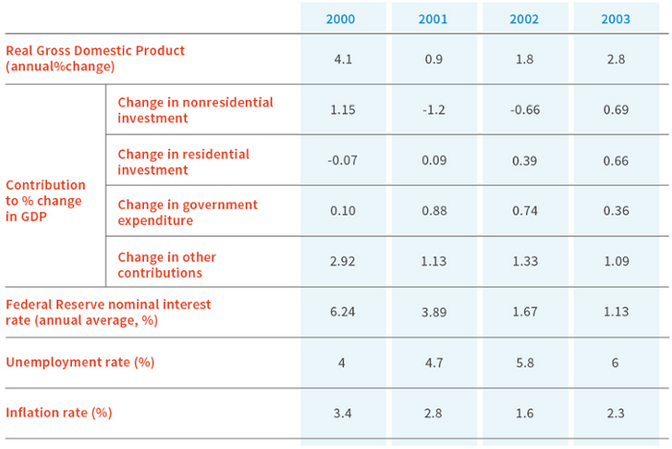 2000 2001 2002 2003
Real Gross Domestic Product
(annual%change)
4.1 0.9 1.8 2.8
Contribution
to % change
in GDP
Change in nonresidential
investment
1.15 -1.2 -0.66 0.69
Change in residential
investment
-0.07 0.09 0.39 0.66
Change in government
expenditure
0.10 0.88 0.74 0.36
Change in other
contributions
2.92 1.13 1.33 1.09
Federal Reserve nominal interest
rate (annual average, %)
6.24 3.89 1.67 1.13
Unemployment rate (%) 4 4.7 5.8 6
Inflation rate (%) 3.4 2.8 1.6 2.3